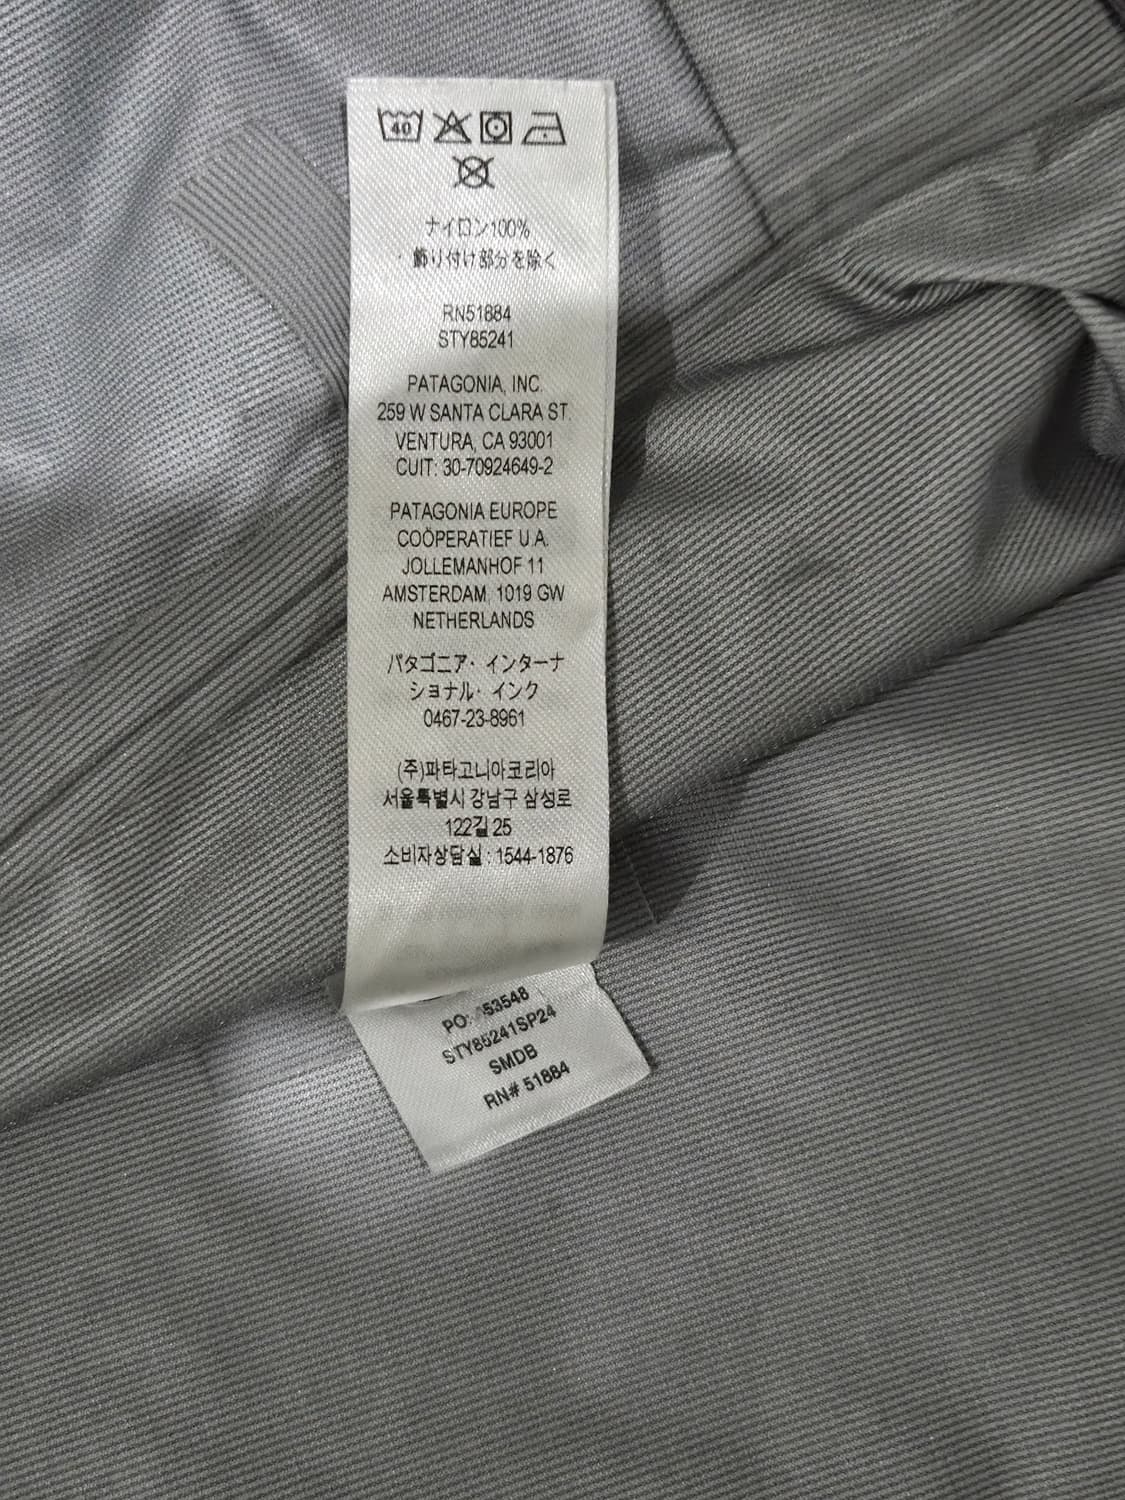 40
ナイロン100%
飾り付け部分を除く
RN51884
STY85241
PATAGONIA, INC.
259 W SANTA CLARA ST.
VENTURA, CA 93001
CUIT: 30-70924649-2
PATAGONIA EUROPE
COÖPERATIEF U.A.
JOLLEMANHOF 11
AMSTERDAM, 1019 GW
NETHERLANDS
パタゴニア・インターナ
ショナル・インク
0467-23-8961
(주)파타고니아코리아
서울특별시 강남구 삼성로
122길 25
소비자상담실 : 1544-1876
PO:
STY85241SP24
SMDB
RN# 51884